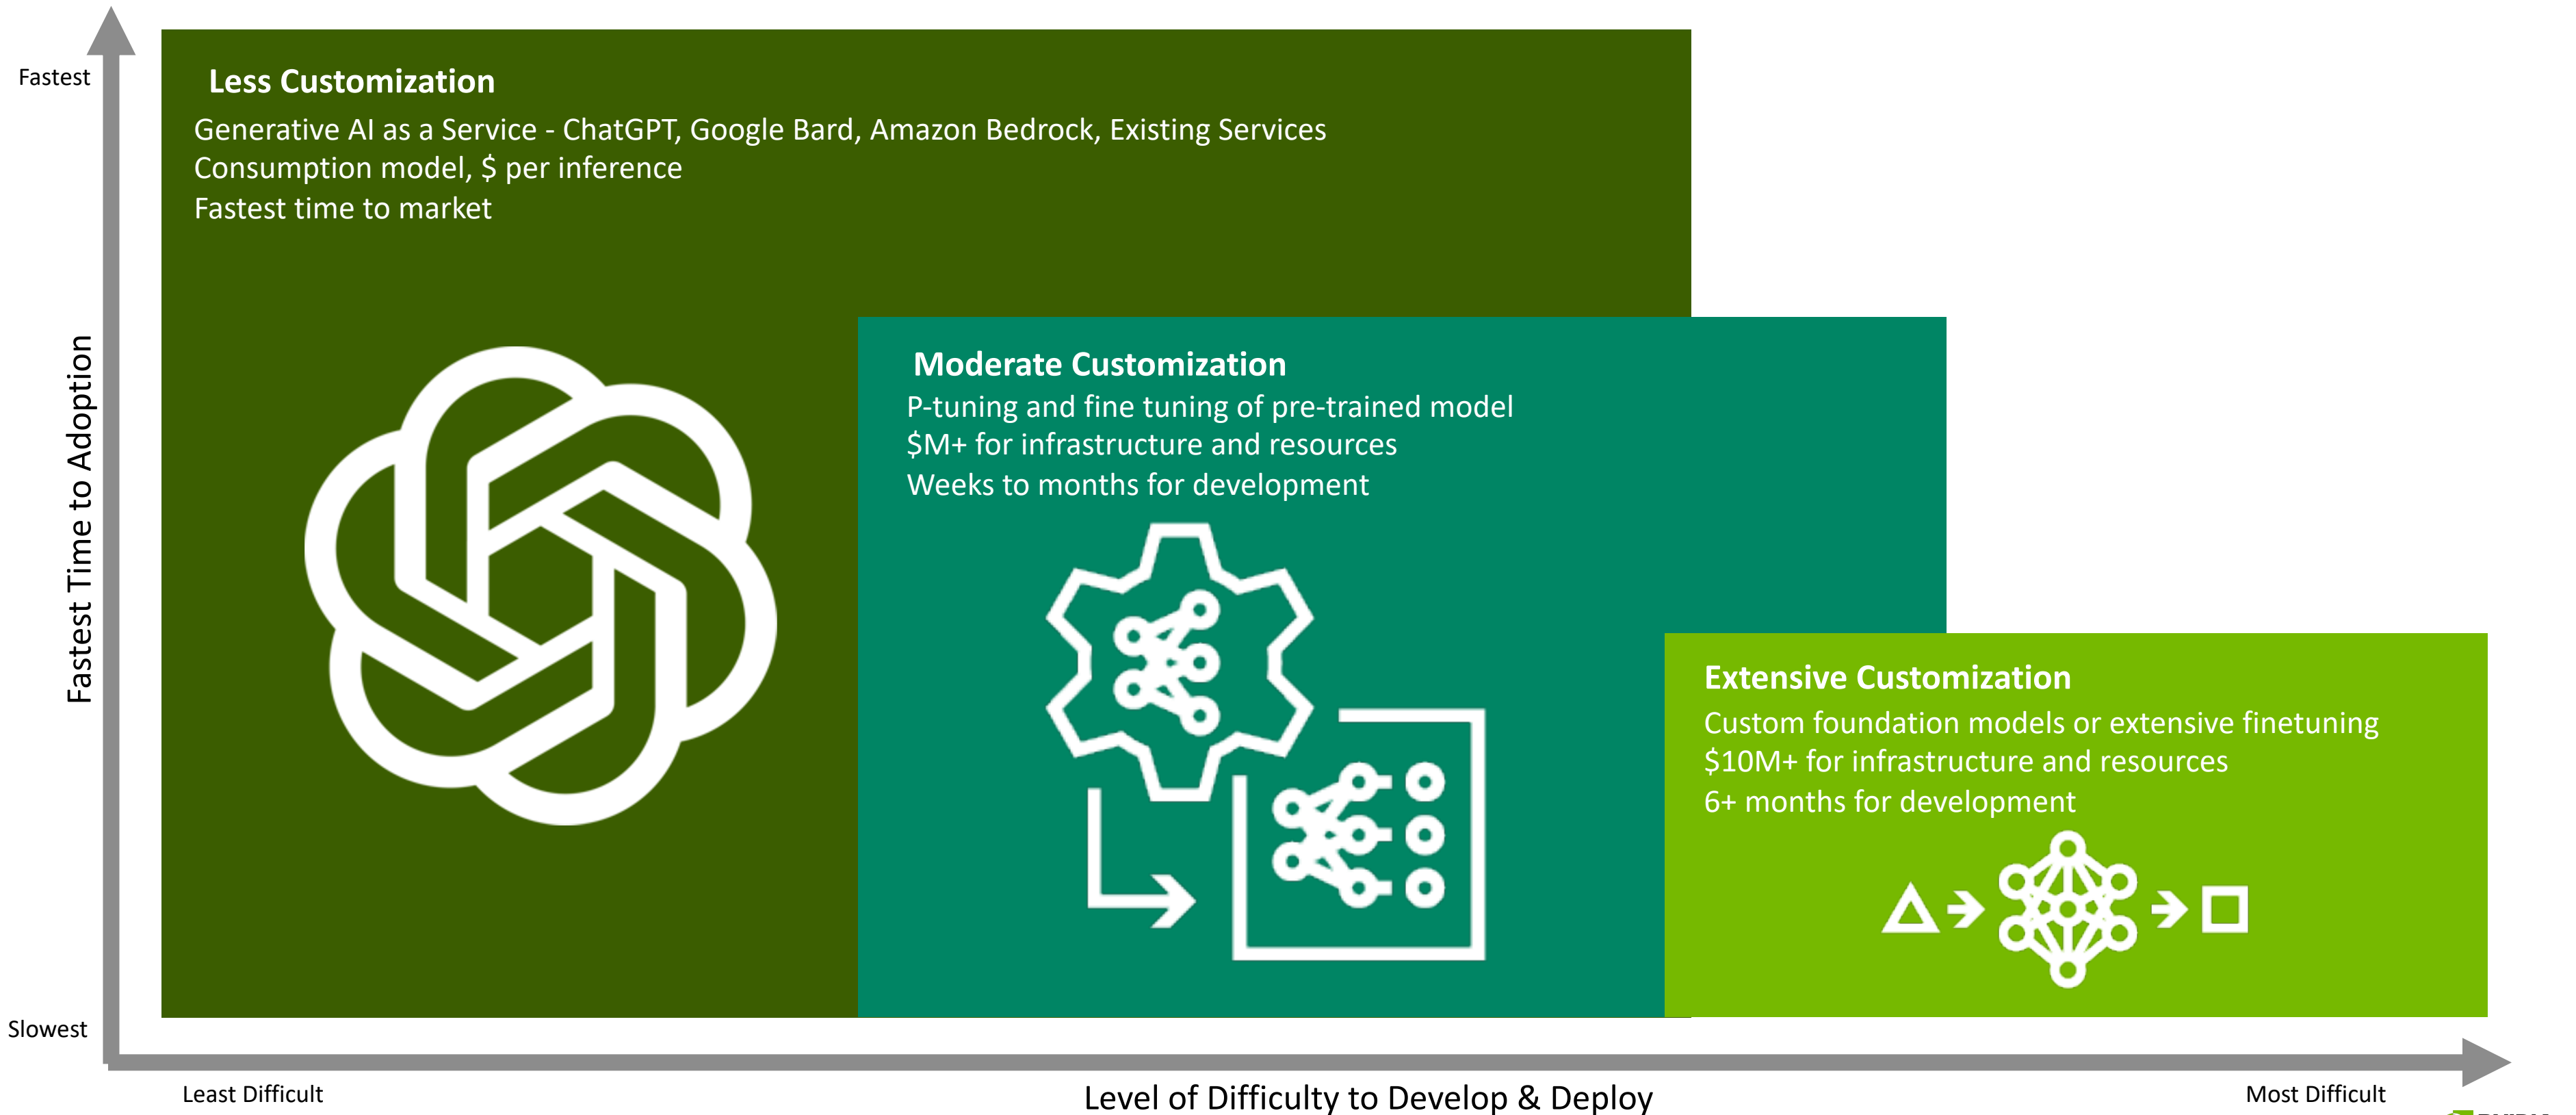 Fastest
Less Customization
Generative AI as a Service - ChatGPT, Google Bard, Amazon Bedrock, Existing Services
Consumption model, $ per inference
Fastest time to market
Fastest Time to Adoption
Moderate Customization
P-tuning and fine tuning of pre-trained model
$M+ for infrastructure and resources
Weeks to months for development
Extensive Customization
Custom foundation models or extensive finetuning
$10M+ for infrastructure and resources
6+ months for development
Slowest
Least Difficult
Level of Difficulty to Develop & Deploy
Most Difficult